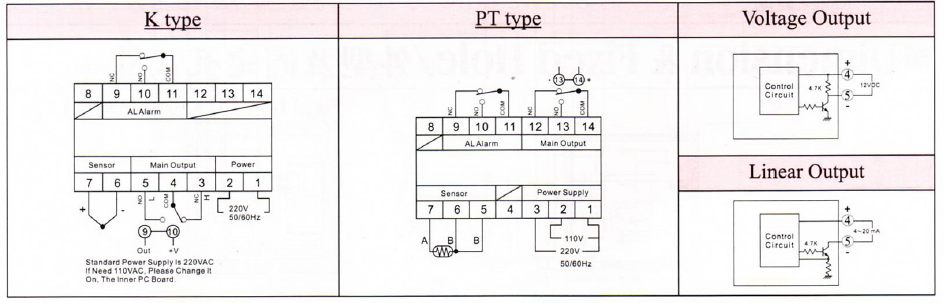 K type
PT type
Voltage Output
NC NO COM
8 9 10 11 12 13 14
AL Alarm
Sensor Main Output Power
7 6 5 4 3 2 1
+ - NO L COM NC H
220V
50/60Hz
9 10
Out +V
Standard Power Supply Is 220VAC
If Need 110VAC, Please Change It
On, The Inner PC Board.
- 13 14 +
NC NO COM NC NO COM
8 9 10 11 12 13 14
AL Alarm Main Output
Sensor Power Supply
7 6 5 4 3 2 1
A B B
110V
220V
50/60Hz
Control
Circuit
4.7K
+
4
12VDC
5
-
Linear Output
Control
Circuit
4.7K
+
4
4~20 mA
5
-